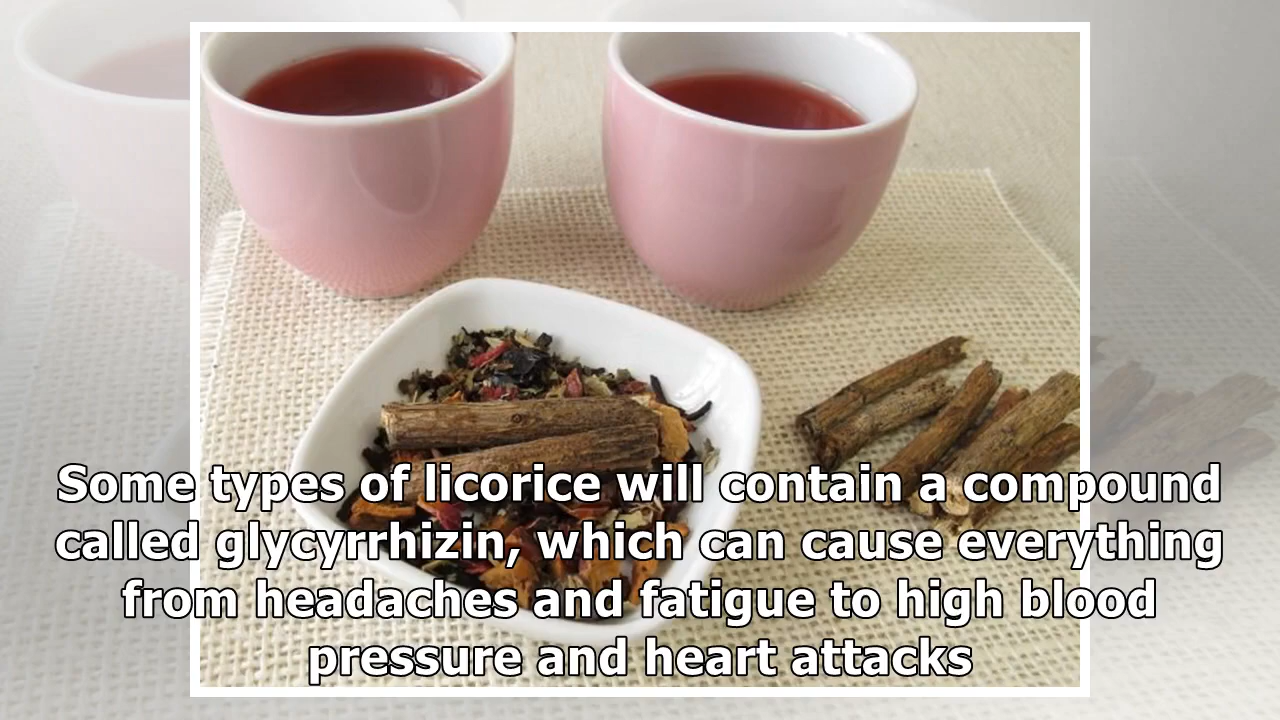 Some types of licorice will contain a compound
called glycyrrhizin, which can cause everything
from headaches and fatigue to high blood
pressure and heart attacks